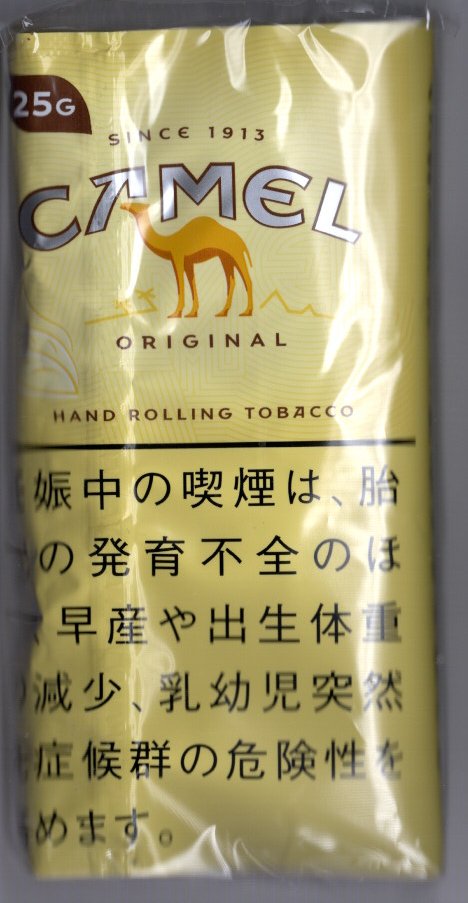 25G
SINCE 1913
CAMEL
ORIGINAL
HAND ROLLING TOBACCO
娠中の喫煙は、胎
の発育不全のほ
、早産や出生体重
の減少、乳幼児突然
症候群の危険性を
めます。